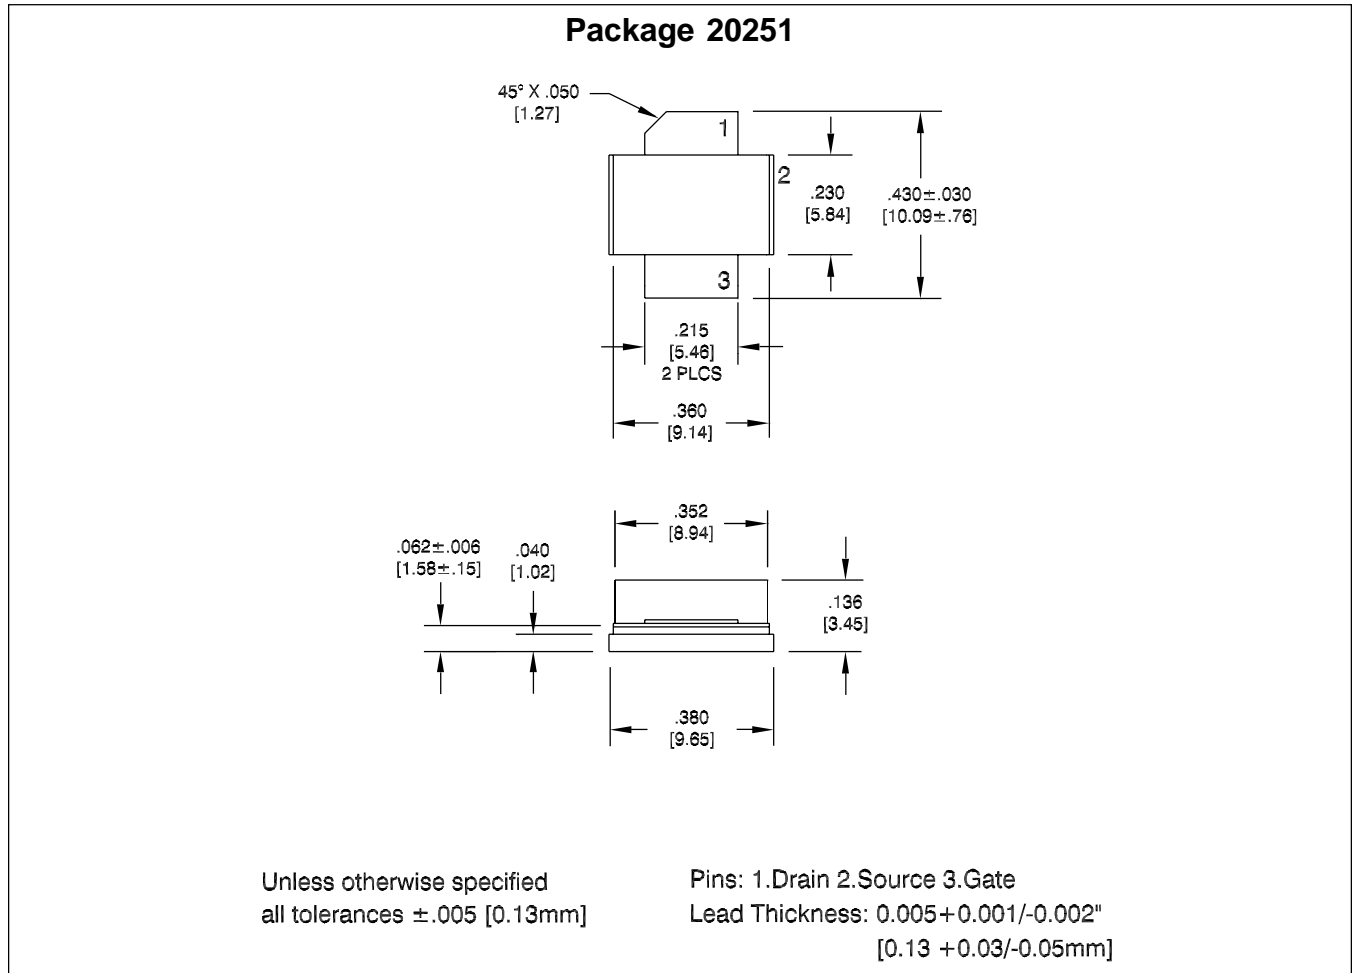 Package 20251
45° X .050
[1.27]
1
2
3
.230
[5.84]
.430±.030
[10.09±.76]
.215
[5.46]
2 PLCS
.360
[9.14]
.352
[8.94]
.062±.006
[1.58±.15]
.040
[1.02]
.136
[3.45]
.380
[9.65]
Unless otherwise specified
all tolerances ±.005 [0.13mm]
Pins: 1.Drain 2.Source 3.Gate
Lead Thickness: 0.005+0.001/-0.002"
[0.13 +0.03/-0.05mm]